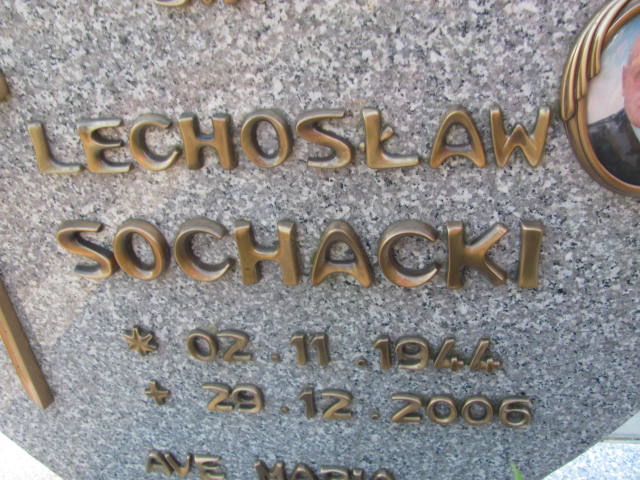 LECHOSŁAW
SOCHACKI
* 02.11.1944
+ 29.12.2006
AVE MARIA